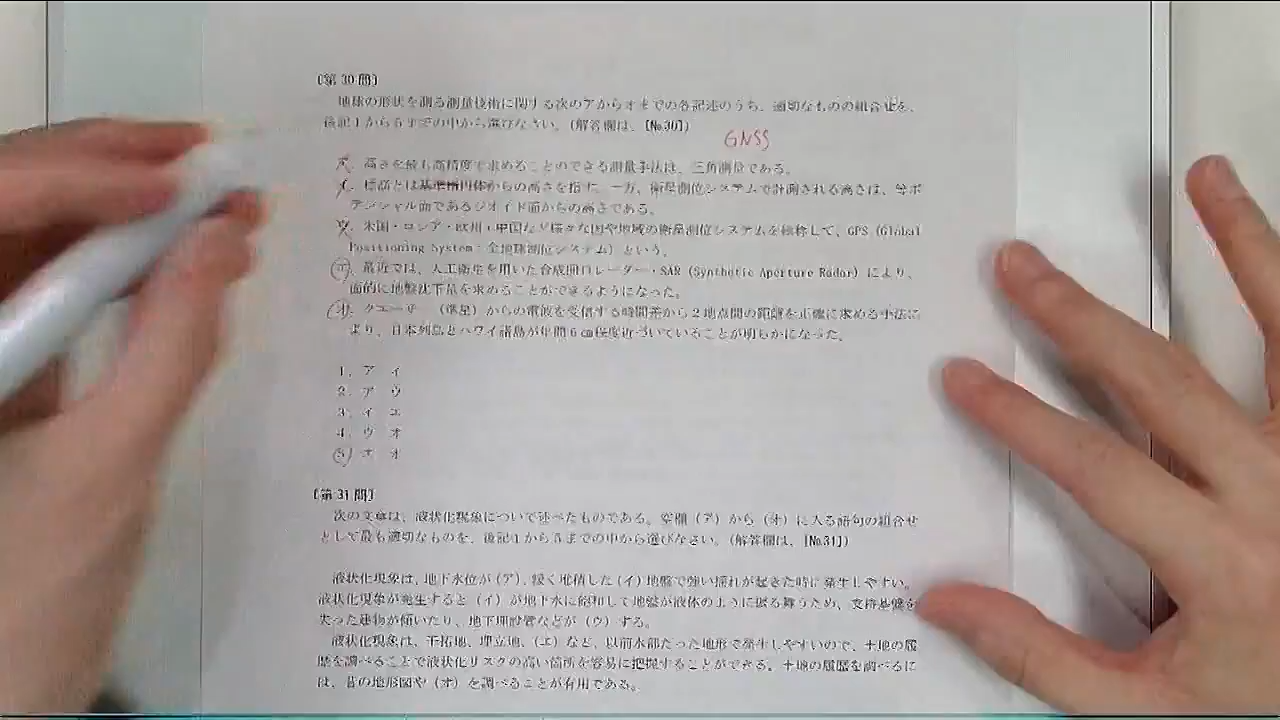 〔第30問〕
地球の形状を測る測量技術に関する次のアからオまでの各記述のうち、適切なものの組合せを、
後記1から5までの中から選びなさい。(解答欄は、[No.30])
GNSS
ア. 高さを最も高精度で求めることのできる測量手法は、三角測位である。
イ. 標高とは基準楕円体からの高さを指す。一方、衛星測位システムで計測される高さは、等ポ
テンシャル面であるジオイド面からの高さである。
ウ. 米国・ロシア・欧州・中国など様々な国や地域の衛星測位システムを総称して、GPS (Global
Positioning System:全地球測位システム)という。
エ. 最近では、人工衛星を用いた合成開口レーダー・SAR (Synthetic Aperture Radar) により、
面的に地盤沈下量を求めることができるようになった。
オ. クエーサー (準星) からの電波を受信する時間差から2地点間の距離を正確に求める手法に
より、日本列島とハワイ諸島が年間6㎝程度近づいていることが明らかになった。
1. ア イ
2. ア ウ
3. イ エ
4. ウ オ
5. エ オ
〔第31問〕
次の文章は、液状化現象について述べたものである。空欄(ア)から(オ)に入る語句の組合せ
として最も適切なものを、後記1から5までの中から選びなさい。(解答欄は、[No.31])
液状化現象は、地下水位が(ア)、緩く堆積した(イ)地盤で強い揺れが起きた時に発生しやすい。
液状化現象が発生すると(イ)が地下水に飽和して地盤が液体のように振る舞うため、支持基盤を
失った建物が傾いたり、地下埋設管などが(ウ)する。
液状化現象は、干拓地、埋立地、(エ)など、以前水部だった地形で発生しやすいので、土地の履
歴を調べることで液状化リスクの高い箇所を容易に把握することができる。土地の履歴を調べるに
は、昔の地形図や(オ)を調べることが有用である。